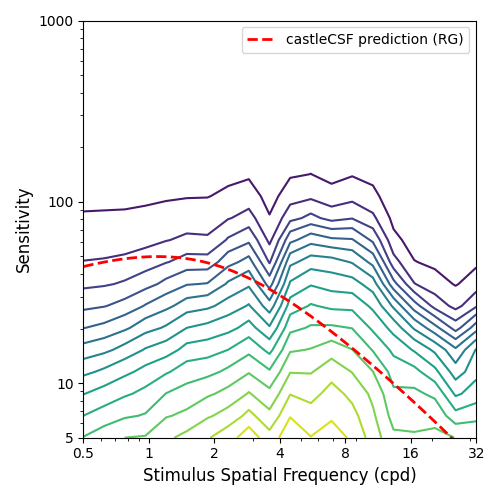 1000
castleCSF prediction (RG)
100
10
5
Sensitivity
0.5 1 2 4 8 16 32
Stimulus Spatial Frequency (cpd)